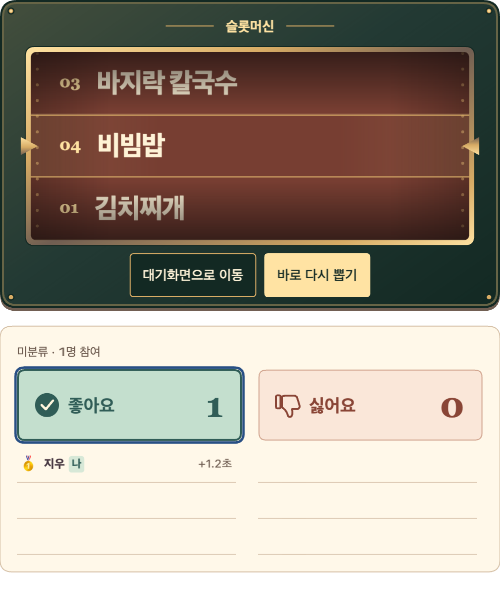 슬롯머신
03 바지락 칼국수
04 비빔밥
01 김치찌개
대기화면으로 이동 바로 다시 뽑기
미분류 · 1명 참여
좋아요 1 싫어요 0
지우 나 +1.2초